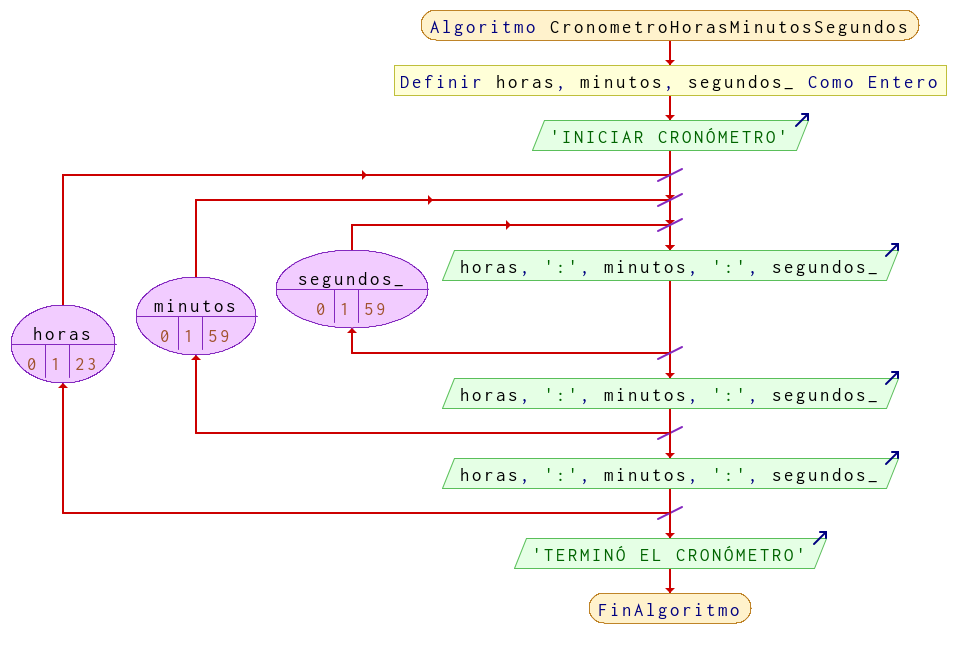 Algoritmo CronometroHorasMinutosSegundos
Definir horas, minutos, segundos_ Como Entero
'INICIAR CRONÓMETRO'
horas, ':', minutos, ':', segundos_
segundos_
0 1 59
minutos
0 1 59
horas
0 1 23
horas, ':', minutos, ':', segundos_
horas, ':', minutos, ':', segundos_
'TERMINÓ EL CRONÓMETRO'
FinAlgoritmo